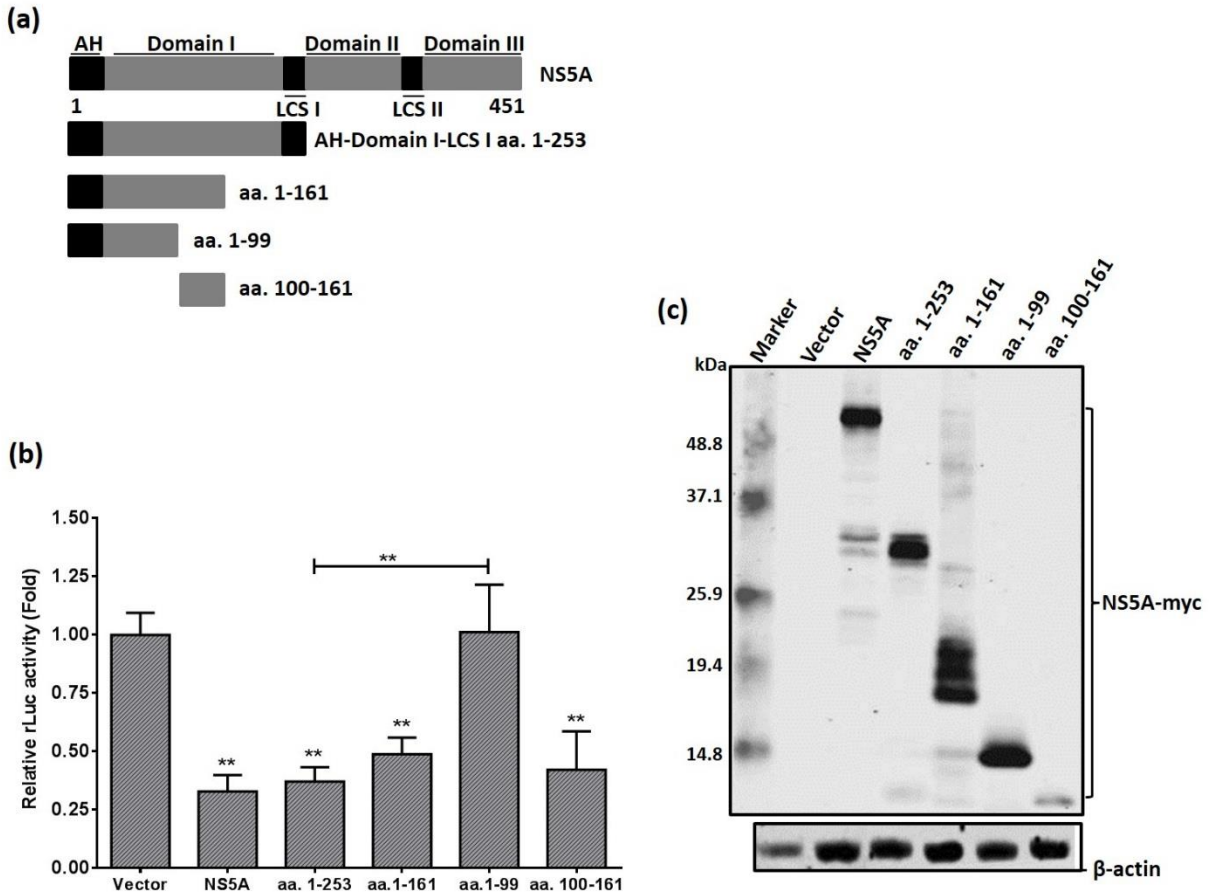 (a)
AH Domain I Domain II Domain III
NS5A
1 LCS I LCS II 451
AH-Domain I-LCS I aa. 1-253
aa. 1-161
aa. 1-99
aa. 100-161
(b)
Relative rLuc activity (Fold)
1.50
1.25
1.00
0.75
0.50
0.25
0.00
**
**
**
**
**
Vector NS5A aa. 1-253 aa.1-161 aa.1-99 aa. 100-161
(c)
Marker Vector NS5A aa. 1-253 aa. 1-161 aa. 1-99 aa. 100-161
kDa
48.8
37.1
25.9
19.4
14.8
NS5A-myc
β-actin